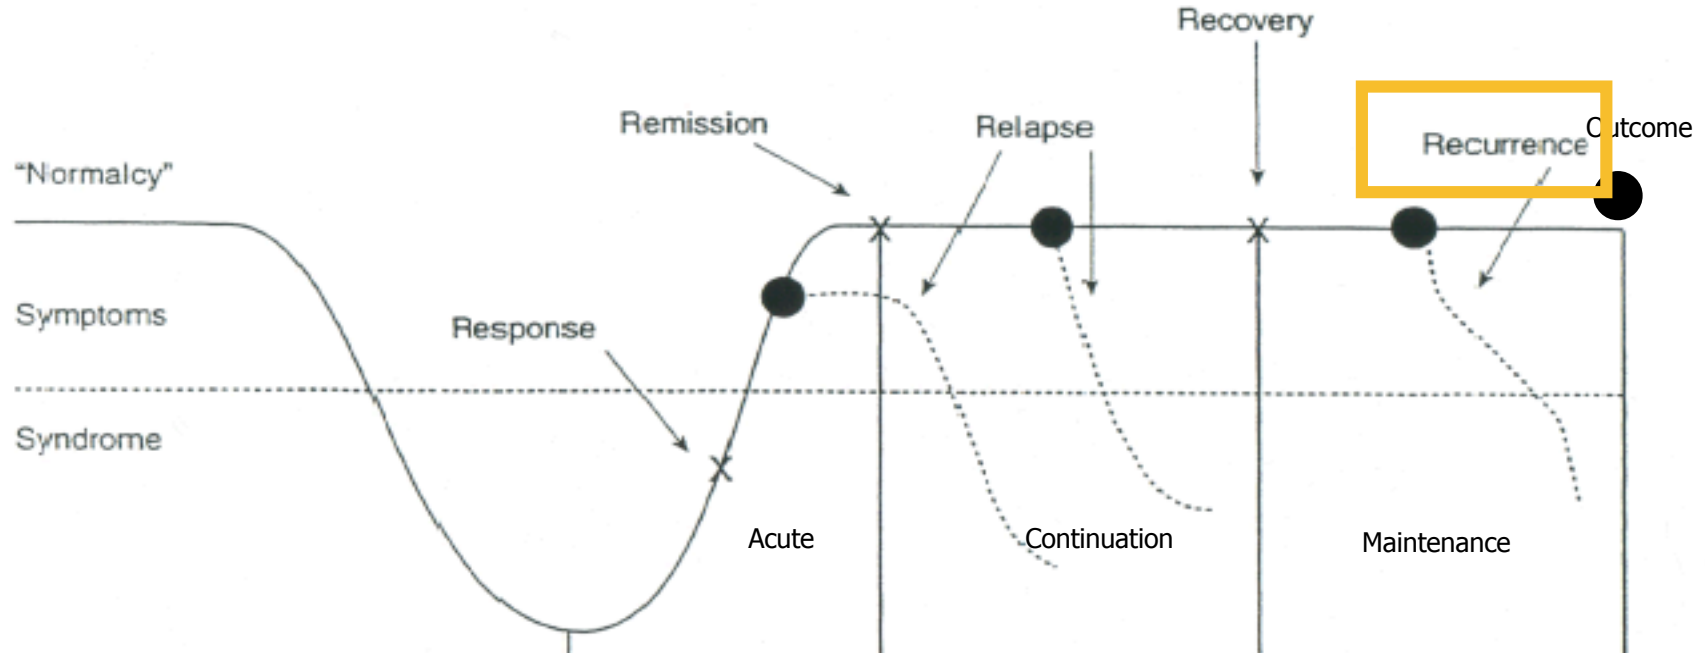 Recovery
Remission
Relapse
Outcome
Recurrence
“Normalcy”
Symptoms
Response
Syndrome
Acute
Continuation
Maintenance